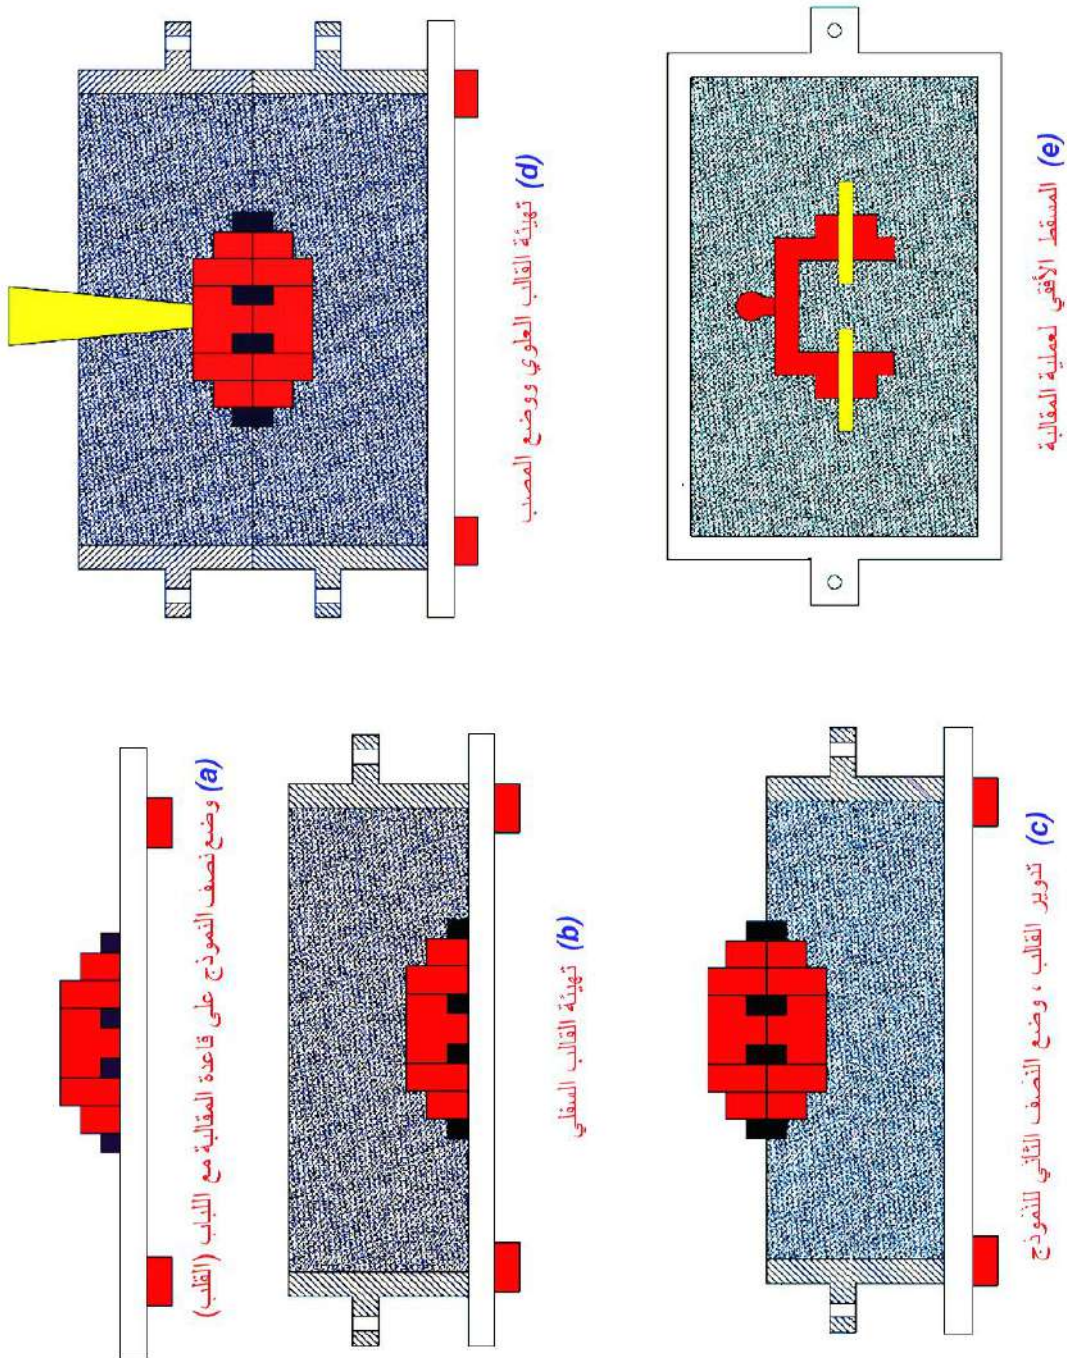 (a) وضع نصف النموذج على قاعدة المقالبة مع اللباب (القلب)
(b) تهيئة القالب السفلي
(c) تدوير القالب ، وضع النصف الثاني للنموذج
(d) تهيئة القالب العلوي ووضع المصب
(e) المسقط الأفقي لعملية المقالبة